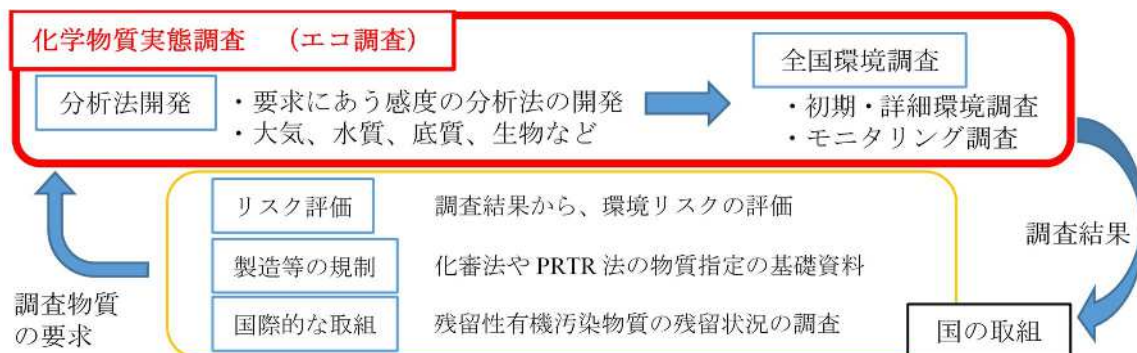 化学物質実態調査　（エコ調査）
全国環境調査
分析法開発
・要求にあう感度の分析法の開発
・大気、水質、底質、生物など
・初期・詳細環境調査
・モニタリング調査
リスク評価
調査結果から、環境リスクの評価
調査結果
製造等の規制
化審法や PRTR 法の物質指定の基礎資料
調査物質
の要求
国際的な取組
残留性有機汚染物質の残留状況の調査
国の取組